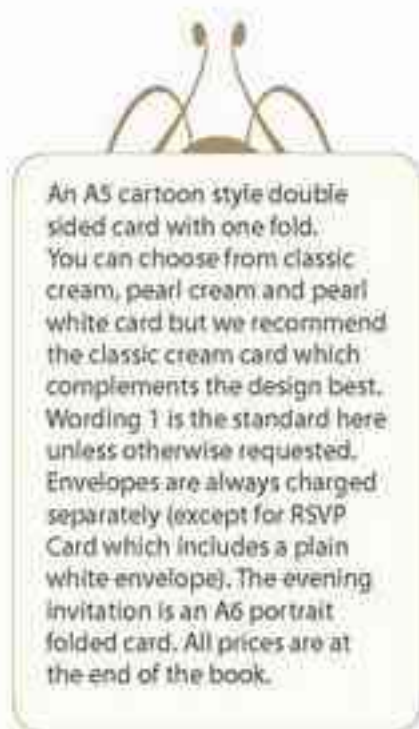 An A5 cartoon style double
sided card with one fold.
You can choose from classic
cream, pearl cream and pearl
white card but we recommend
the classic cream card which
complements the design best.
Wording 1 is the standard here
unless otherwise requested.
Envelopes are always charged
separately (except for RSVP
Card which includes a plain
white envelope). The evening
invitation is an A6 portrait
folded card. All prices are at
the end of the book.